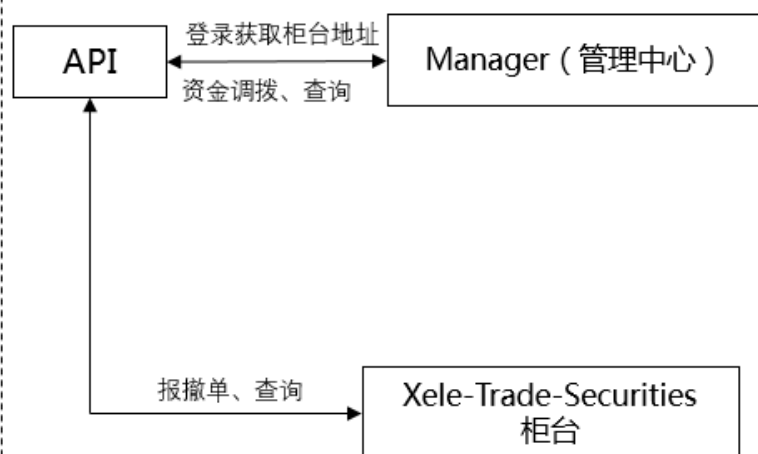 登录获取柜台地址
API
Manager（管理中心）
资金调拨、查询
报撤单、查询
Xele-Trade-Securities
柜台